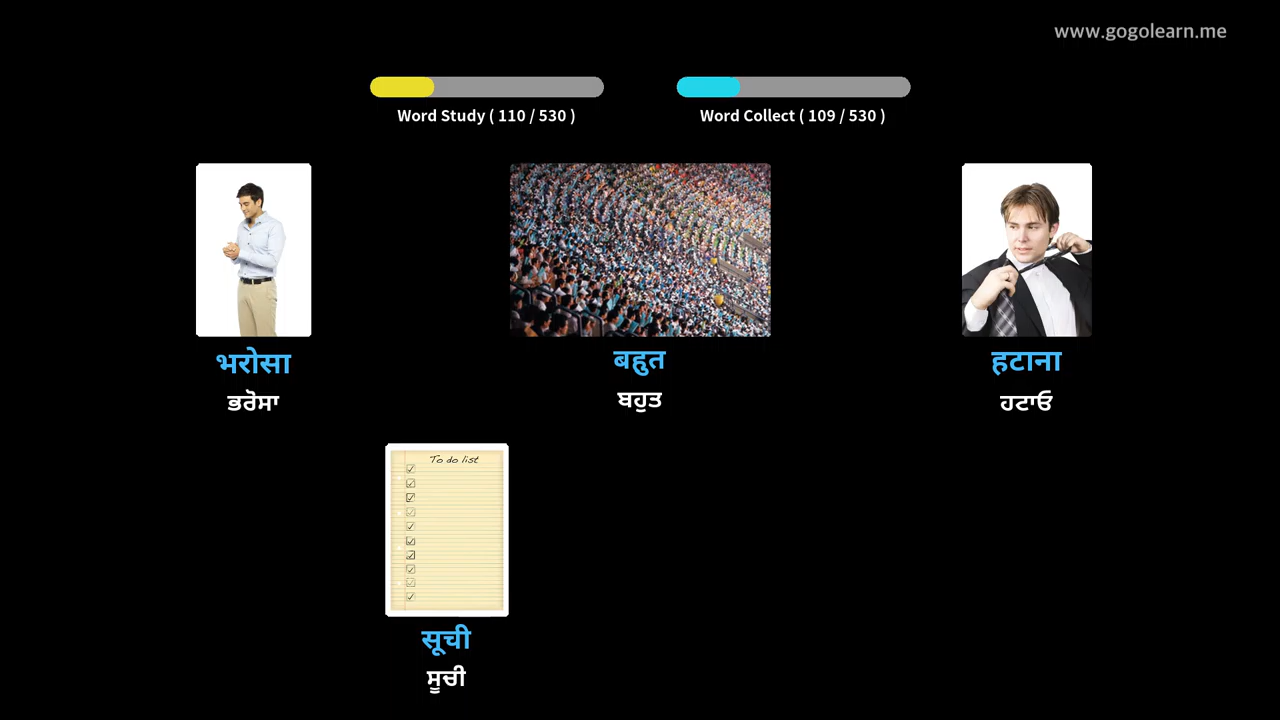 www.gogolearn.me
Word Study ( 110 / 530 )
Word Collect ( 109 / 530 )
भरोसा
ਭਰੋਸਾ
बहुत
ਬਹੁਤ
हटाना
ਹਟਾਓ
To do list
सूची
ਸੂਚੀ